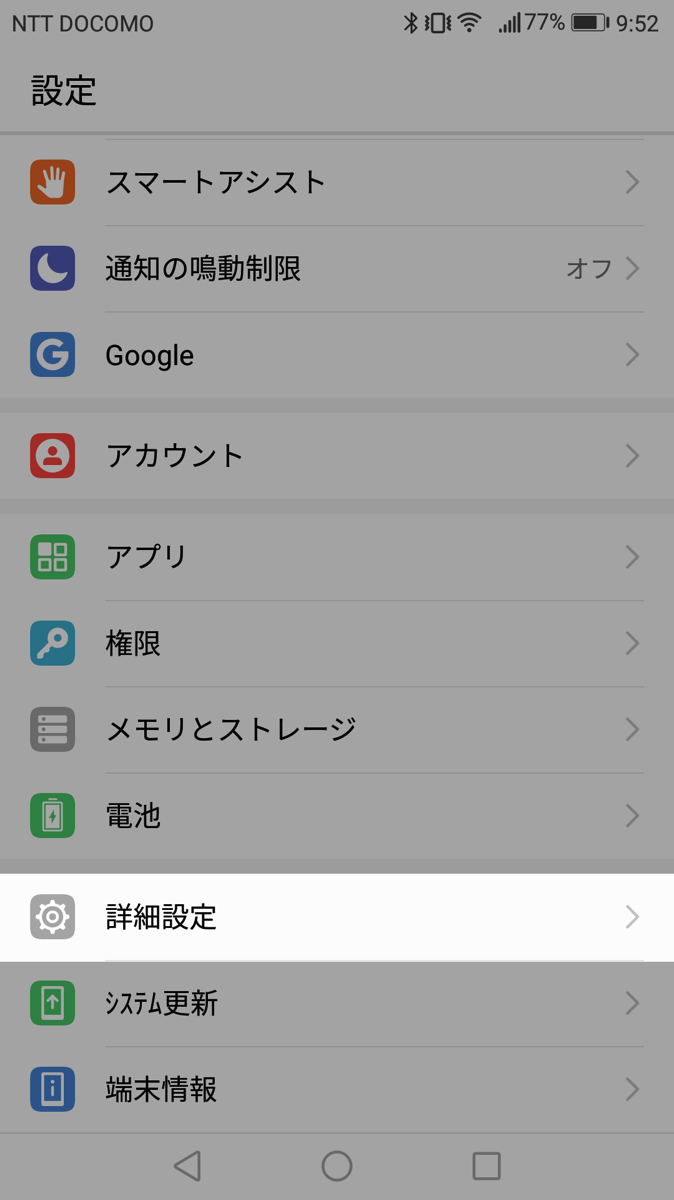 NTT DOCOMO 77% 9:52
設定
スマートアシスト
通知の鳴動制限 オフ
Google
アカウント
アプリ
権限
メモリとストレージ
電池
詳細設定
ｼｽﾃﾑ更新
端末情報